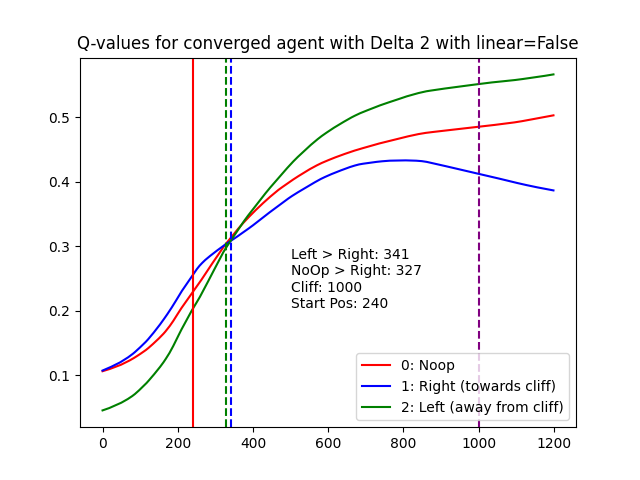 Q-values for converged agent with Delta 2 with linear=False
0.5
0.4
0.3
0.2
0.1
Left > Right: 341
NoOp > Right: 327
Cliff: 1000
Start Pos: 240
0: Noop
1: Right (towards cliff)
2: Left (away from cliff)
0 200 400 600 800 1000 1200